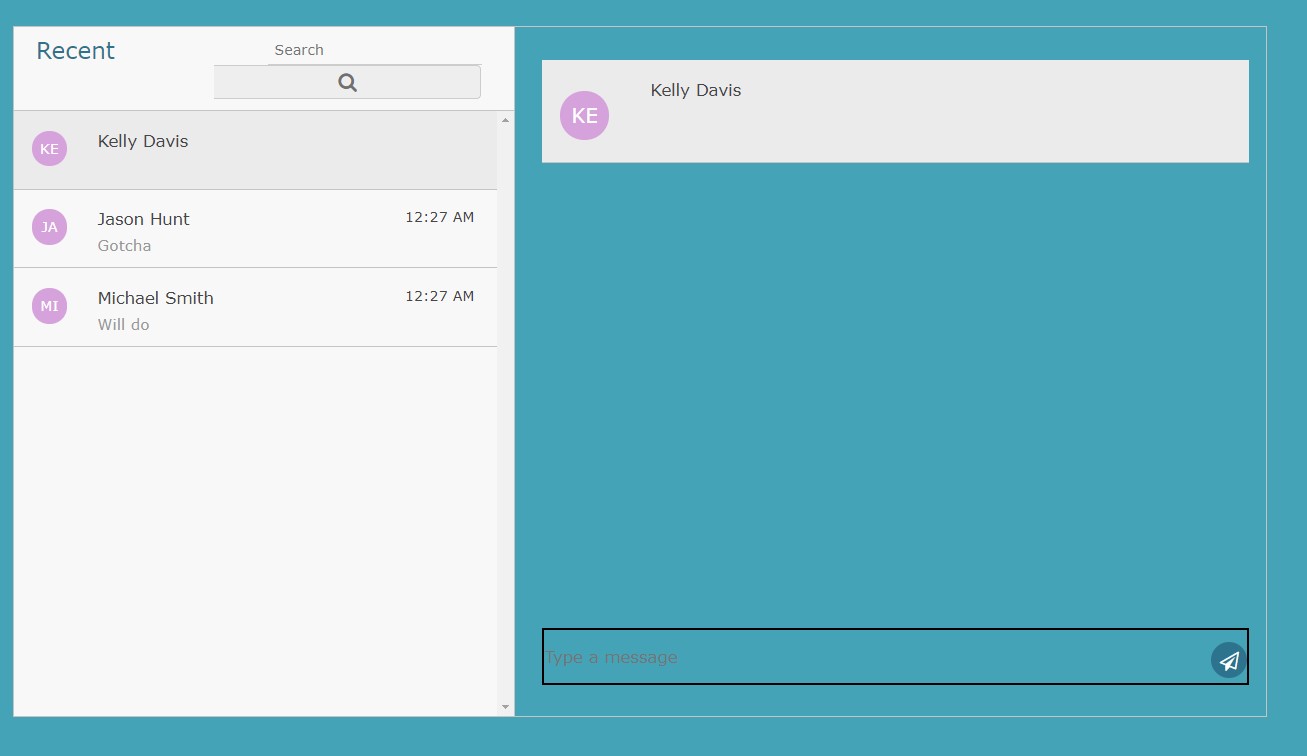 Recent
Search
KE
Kelly Davis
JA
Jason Hunt
12:27 AM
Gotcha
MI
Michael Smith
12:27 AM
Will do
KE
Kelly Davis
Type a message